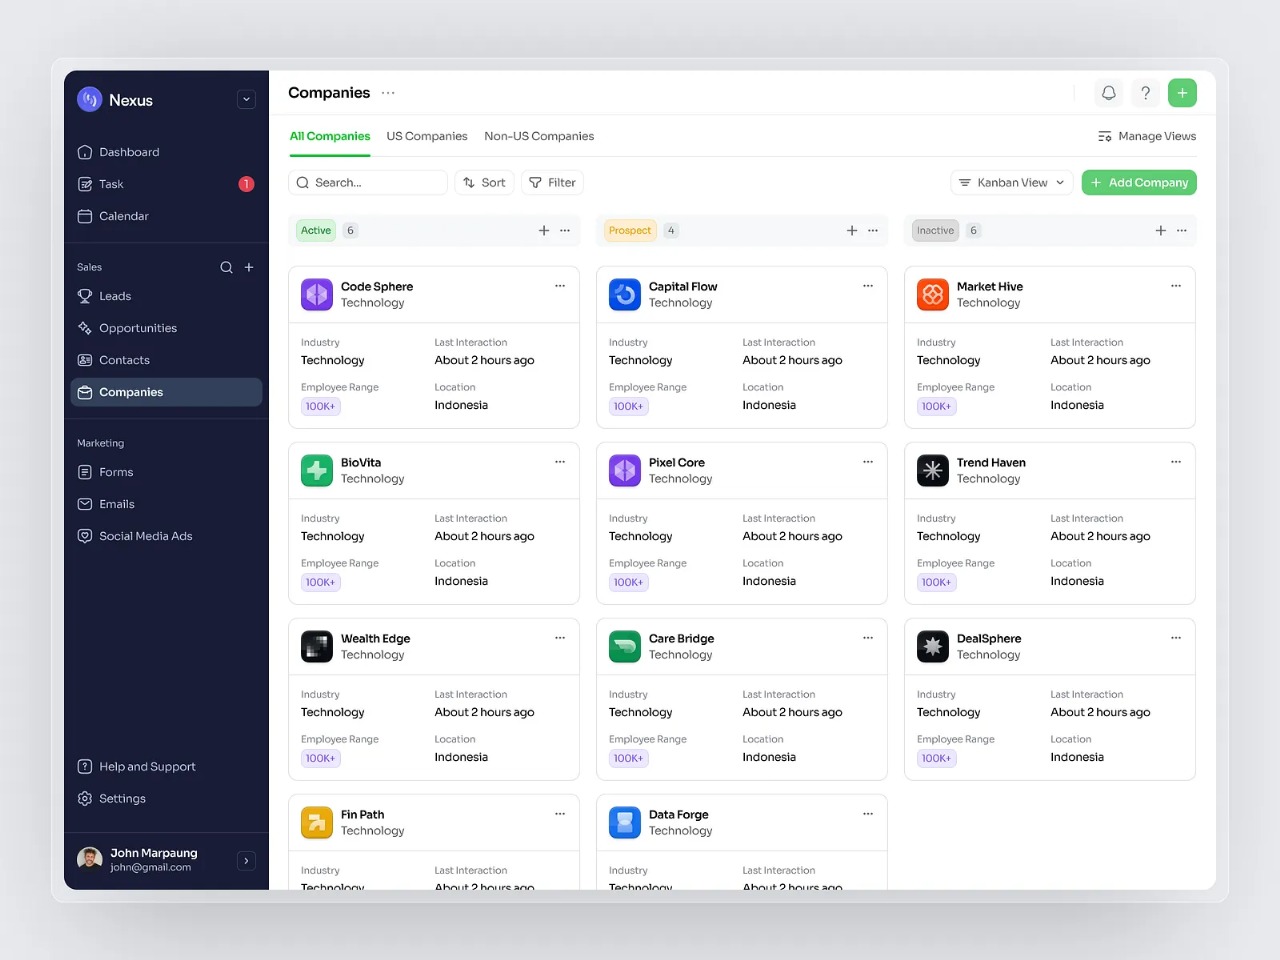 Nexus
Dashboard
Task 1
Calendar
Sales
Leads
Opportunities
Contacts
Companies
Marketing
Forms
Emails
Social Media Ads
Help and Support
Settings
John Marpaung
john@gmail.com
Companies
All Companies US Companies Non-US Companies Manage Views
Search... Sort Filter Kanban View Add Company
Active 6
Code Sphere
Technology
Industry Last Interaction
Technology About 2 hours ago
Employee Range Location
100K+ Indonesia
BioVita
Technology
Industry Last Interaction
Technology About 2 hours ago
Employee Range Location
100K+ Indonesia
Wealth Edge
Technology
Industry Last Interaction
Technology About 2 hours ago
Employee Range Location
100K+ Indonesia
Fin Path
Technology
Industry Last Interaction
Technology About 2 hours ago
Prospect 4
Capital Flow
Technology
Industry Last Interaction
Technology About 2 hours ago
Employee Range Location
100K+ Indonesia
Pixel Core
Technology
Industry Last Interaction
Technology About 2 hours ago
Employee Range Location
100K+ Indonesia
Care Bridge
Technology
Industry Last Interaction
Technology About 2 hours ago
Employee Range Location
100K+ Indonesia
Data Forge
Technology
Industry Last Interaction
Technology About 2 hours ago
Inactive 6
Market Hive
Technology
Industry Last Interaction
Technology About 2 hours ago
Employee Range Location
100K+ Indonesia
Trend Haven
Technology
Industry Last Interaction
Technology About 2 hours ago
Employee Range Location
100K+ Indonesia
DealSphere
Technology
Industry Last Interaction
Technology About 2 hours ago
Employee Range Location
100K+ Indonesia